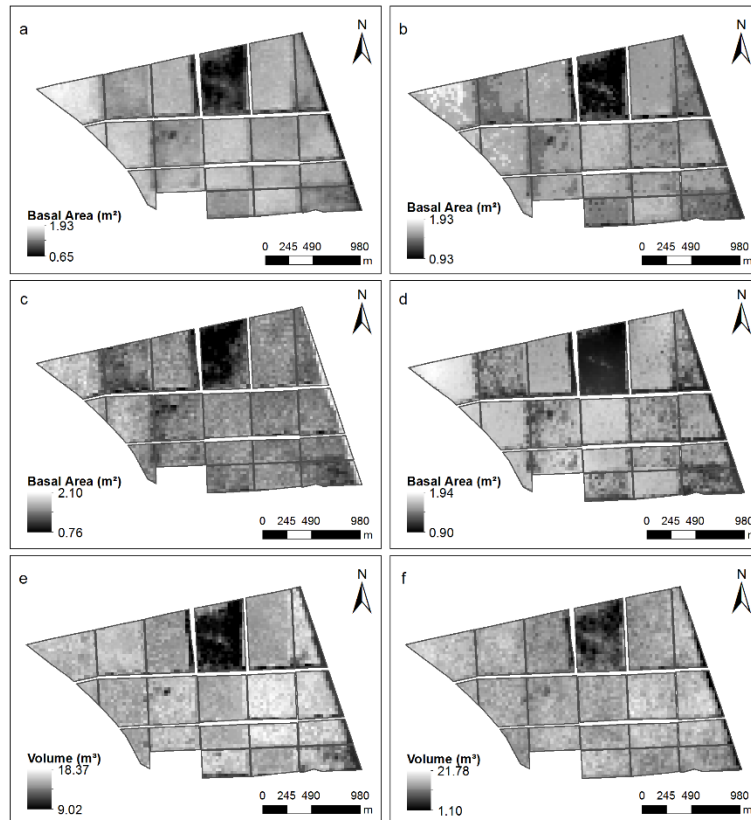 a
N
Basal Area (m²)
1.93
0.65
0 245 490 980
m
b
N
Basal Area (m²)
1.93
0.93
0 245 490 980
m
c
N
Basal Area (m²)
2.10
0.76
0 245 490 980
m
d
N
Basal Area (m²)
1.94
0.90
0 245 490 980
m
e
N
Volume (m³)
18.37
9.02
0 245 490 980
m
f
N
Volume (m³)
21.78
1.10
0 245 490 980
m